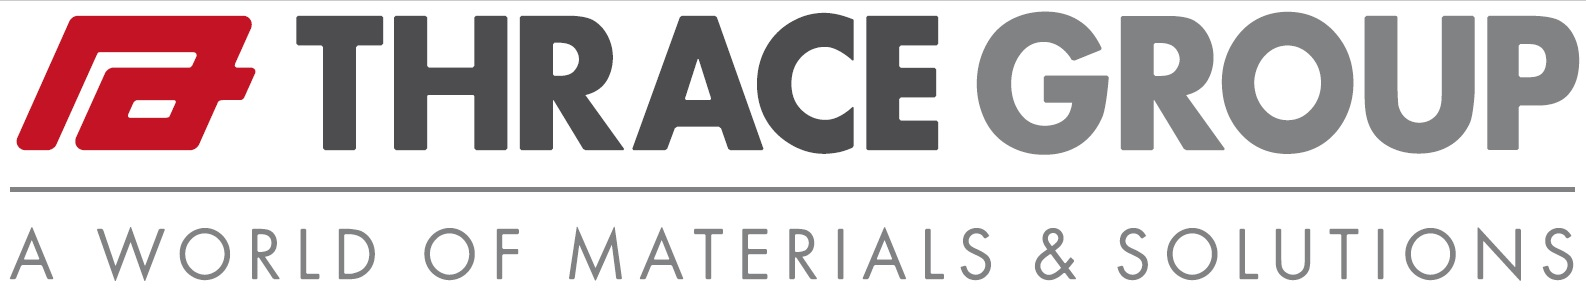 THRACE GROUP
A WORLD OF MATERIALS & SOLUTIONS